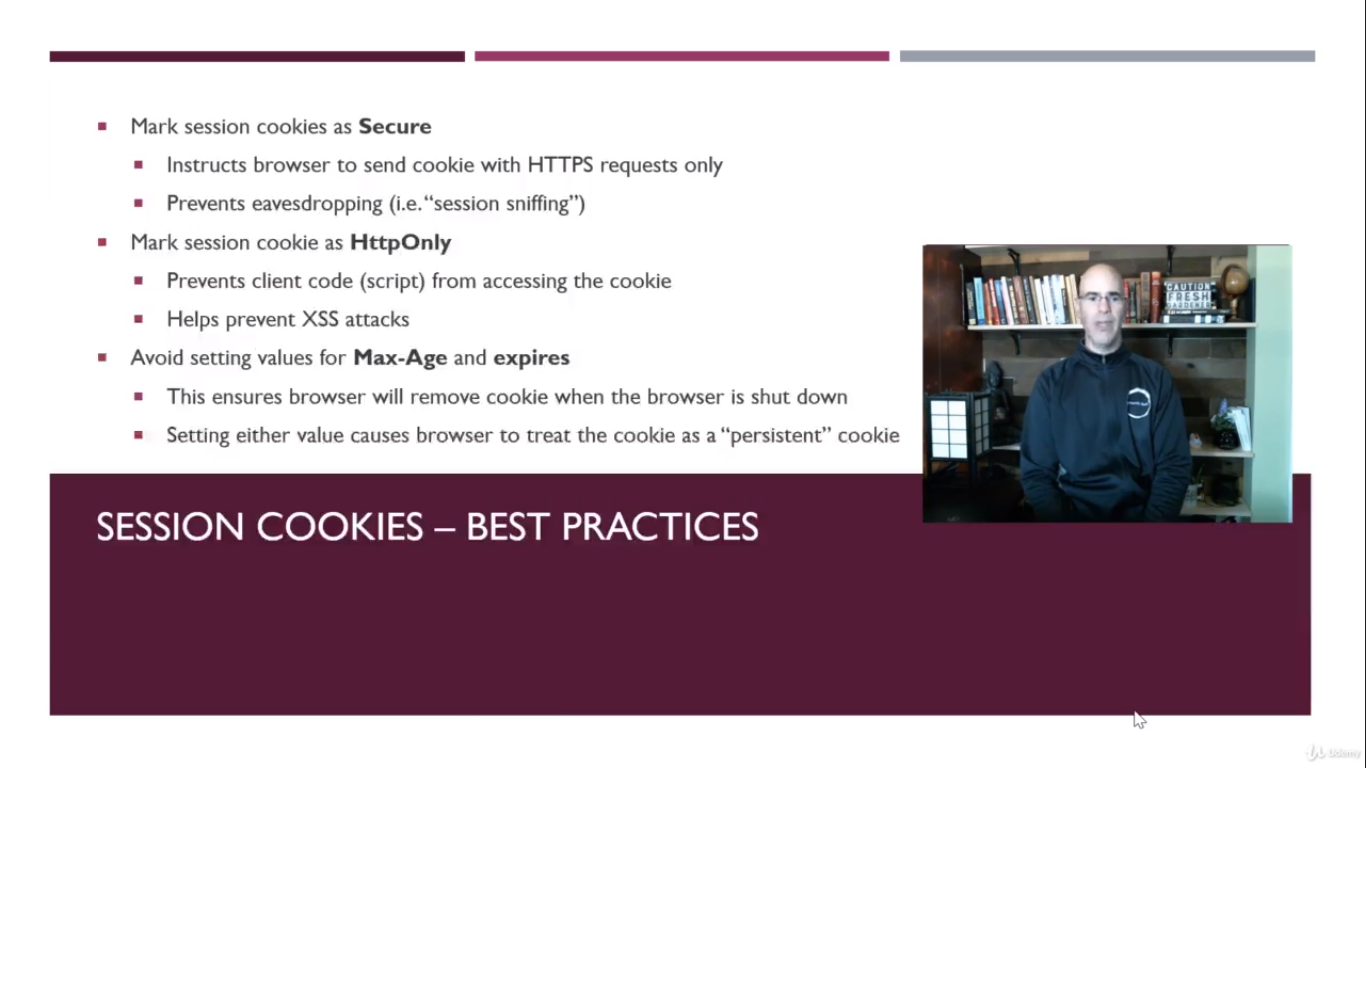 Mark session cookies as Secure
Instructs browser to send cookie with HTTPS requests only
Prevents eavesdropping (i.e. “session sniffing”)
Mark session cookie as HttpOnly
Prevents client code (script) from accessing the cookie
Helps prevent XSS attacks
Avoid setting values for Max-Age and expires
This ensures browser will remove cookie when the browser is shut down
Setting either value causes browser to treat the cookie as a “persistent” cookie
CAUTION
FRESH
SESSION COOKIES – BEST PRACTICES
Udemy